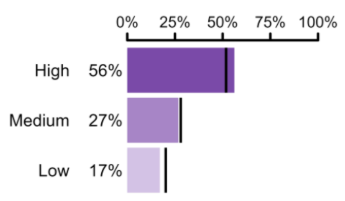 0% 25% 50% 75% 100%
High 56%
Medium 27%
Low 17%